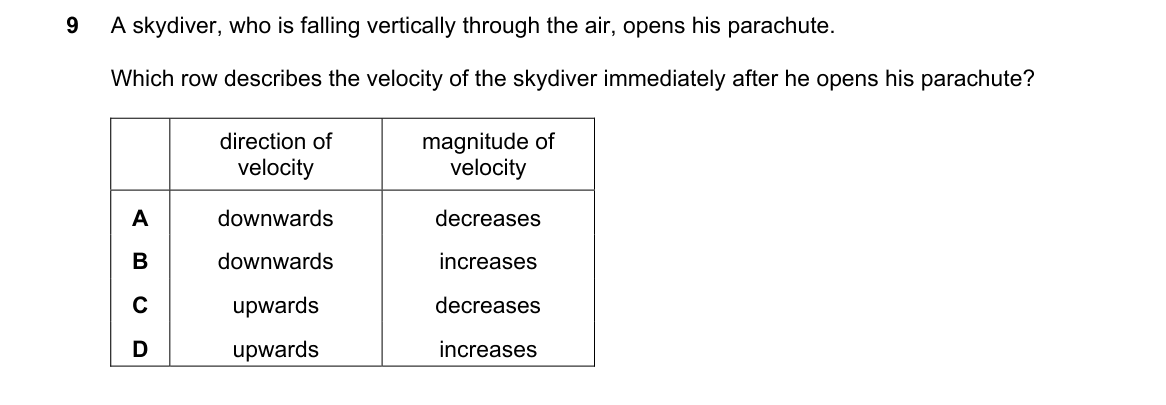 9 A skydiver, who is falling vertically through the air, opens his parachute.
Which row describes the velocity of the skydiver immediately after he opens his parachute?
direction of velocity magnitude of velocity
A downwards decreases
B downwards increases
C upwards decreases
D upwards increases